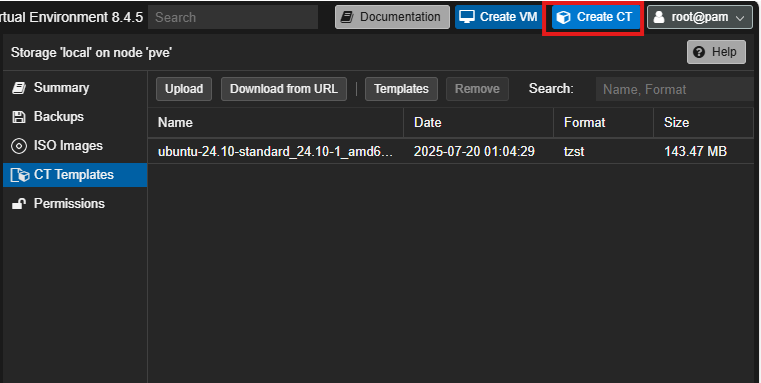 rtual Environment 8.4.5 Search Documentation Create VM Create CT root@pam
Storage 'local' on node 'pve' Help
Summary Upload Download from URL Templates Remove Search: Name, Format
Backups Name Date Format Size
ISO Images ubuntu-24.10-standard_24.10-1_amd6... 2025-07-20 01:04:29 tzst 143.47 MB
CT Templates
Permissions